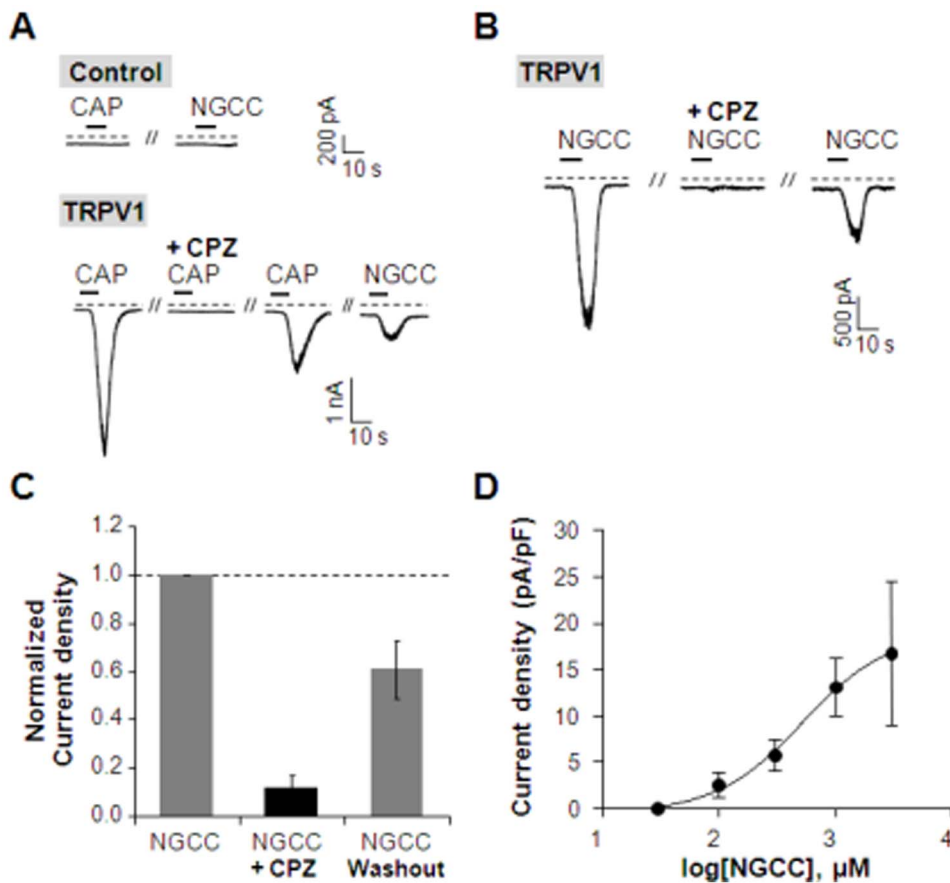 A
Control
CAP // NGCC
200 pA
10 s
TRPV1
+ CPZ
CAP // CAP // CAP // NGCC
1 nA
10 s
B
TRPV1
+ CPZ
NGCC // NGCC // NGCC
500 pA
10 s
C
Normalized
Current density
1.2
1.0
0.8
0.6
0.4
0.2
0.0
NGCC NGCC NGCC
+ CPZ Washout
D
Current density (pA/pF)
30
25
20
15
10
5
0
1 2 3 4
log[NGCC], µM